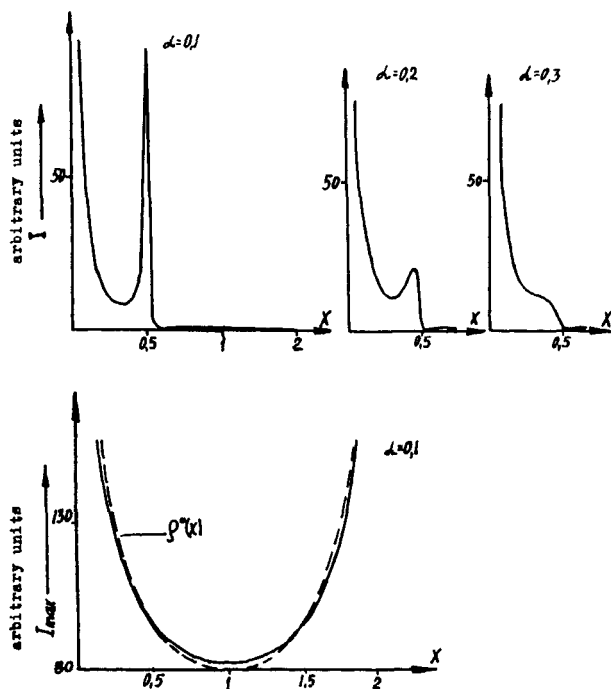 α=0,1
α=0,2
α=0,3
arbitrary units
I
50
50
50
0,5
1
2
X
0,5
X
0,5
X
α=0,1
arbitrary units
Imax
130
80
ρ"(x)
0,5
1
1,5
2
X